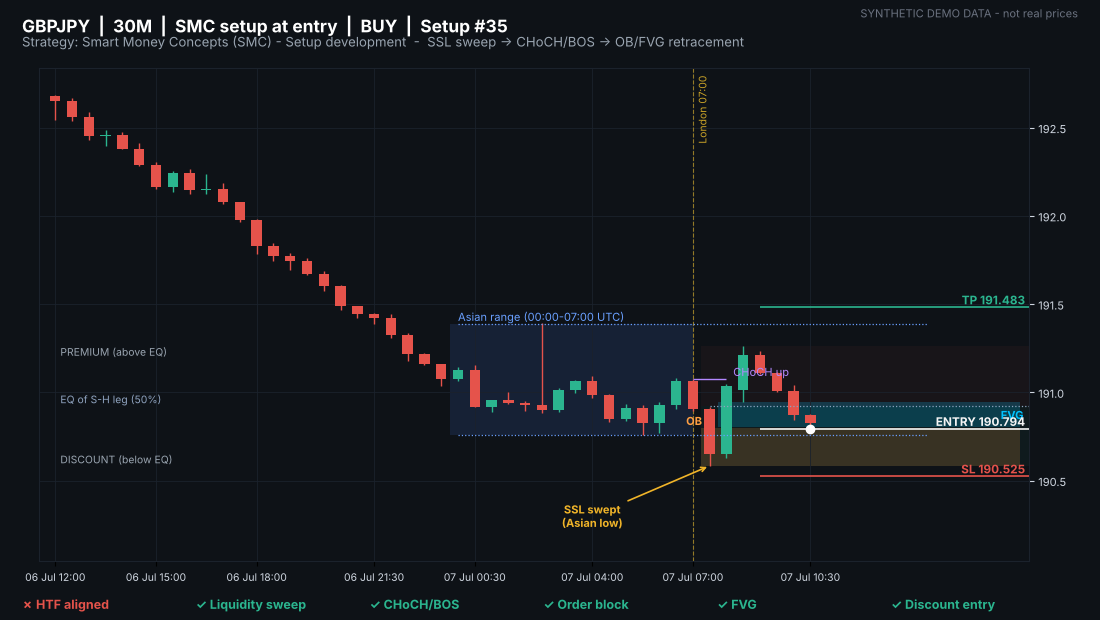 GBPJPY | 30M | SMC setup at entry | BUY | Setup #35
SYNTHETIC DEMO DATA - not real prices
Strategy: Smart Money Concepts (SMC) - Setup development - SSL sweep → CHoCH/BOS → OB/FVG retracement
London 07:00
192.5
192.0
TP 191.483
191.5
Asian range (00:00-07:00 UTC)
PREMIUM (above EQ)
CHoCH up
191.0
EQ of S-H leg (50%)
FVG
OB
ENTRY 190.794
DISCOUNT (below EQ)
SL 190.525
190.5
SSL swept
(Asian low)
06 Jul 12:00
06 Jul 15:00
06 Jul 18:00
06 Jul 21:30
07 Jul 00:30
07 Jul 04:00
07 Jul 07:00
07 Jul 10:30
✗ HTF aligned
✓ Liquidity sweep
✓ CHoCH/BOS
✓ Order block
✓ FVG
✓ Discount entry